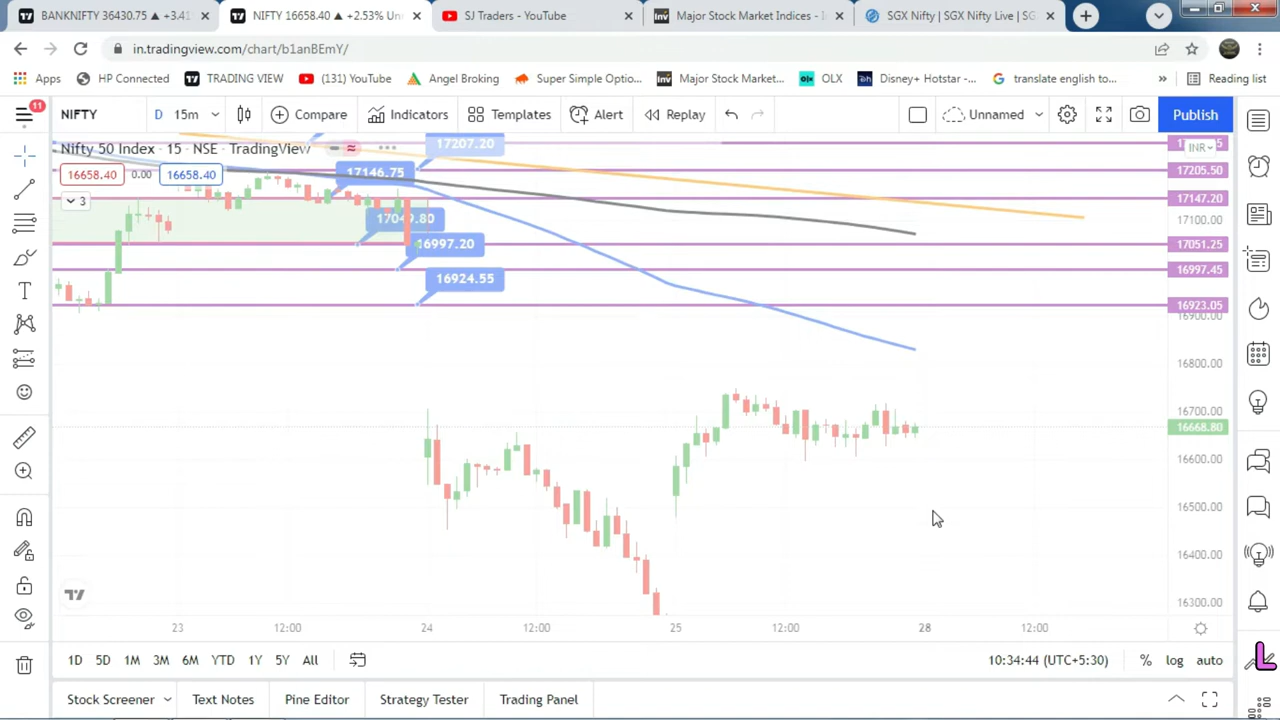 BANKNIFTY 36430.75 ▲ +3.41
NIFTY 16658.40 ▲ +2.53% Un
SJ Traders - YouTube
Major Stock Market Indices - I
SGX Nifty | SGX Nifty Live | SG
in.tradingview.com/chart/b1anBEmY/
Apps
HP Connected
TRADING VIEW
(131) YouTube
Angel Broking
Super Simple Optio...
Major Stock Market...
OLX
Disney+ Hotstar -...
translate english to...
»
Reading list
11
NIFTY
D
15m
Compare
Indicators
Templates
Alert
Replay
Unnamed
Publish
Nifty 50 Index · 15 · NSE · TradingView
17207.20
INR
16658.40
0.00
16658.40
17146.75
17205.50
3
17147.20
17049.80
17100.00
16997.20
17051.25
16924.55
16997.45
16923.05
16900.00
16800.00
16700.00
16668.80
16600.00
16500.00
16400.00
16300.00
23
12:00
24
12:00
25
12:00
28
12:00
1D
5D
1M
3M
6M
YTD
1Y
5Y
All
10:34:44 (UTC+5:30)
%
log
auto
Stock Screener
Text Notes
Pine Editor
Strategy Tester
Trading Panel